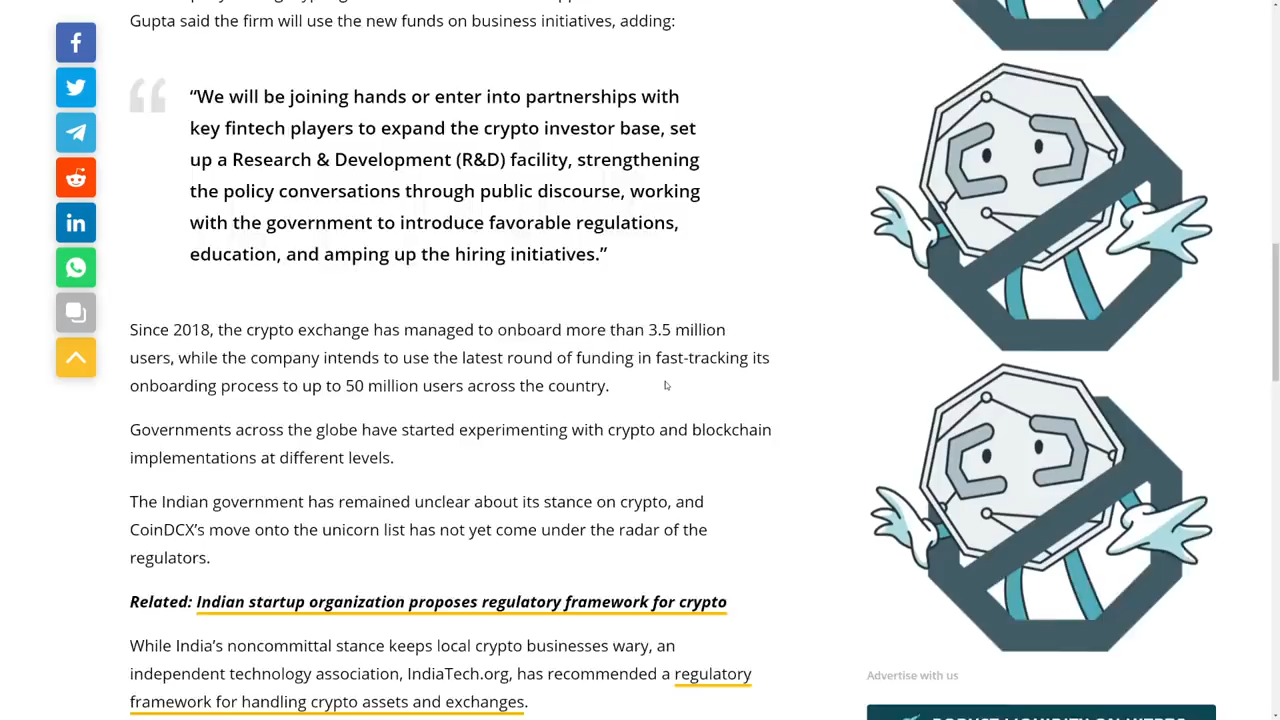 Gupta said the firm will use the new funds on business initiatives, adding:
“We will be joining hands or enter into partnerships with
key fintech players to expand the crypto investor base, set
up a Research & Development (R&D) facility, strengthening
the policy conversations through public discourse, working
with the government to introduce favorable regulations,
education, and amping up the hiring initiatives.”
Since 2018, the crypto exchange has managed to onboard more than 3.5 million
users, while the company intends to use the latest round of funding in fast-tracking its
onboarding process to up to 50 million users across the country.
Governments across the globe have started experimenting with crypto and blockchain
implementations at different levels.
The Indian government has remained unclear about its stance on crypto, and
CoinDCX’s move onto the unicorn list has not yet come under the radar of the
regulators.
Related: Indian startup organization proposes regulatory framework for crypto
While India’s noncommittal stance keeps local crypto businesses wary, an
independent technology association, IndiaTech.org, has recommended a regulatory
framework for handling crypto assets and exchanges.
Advertise with us